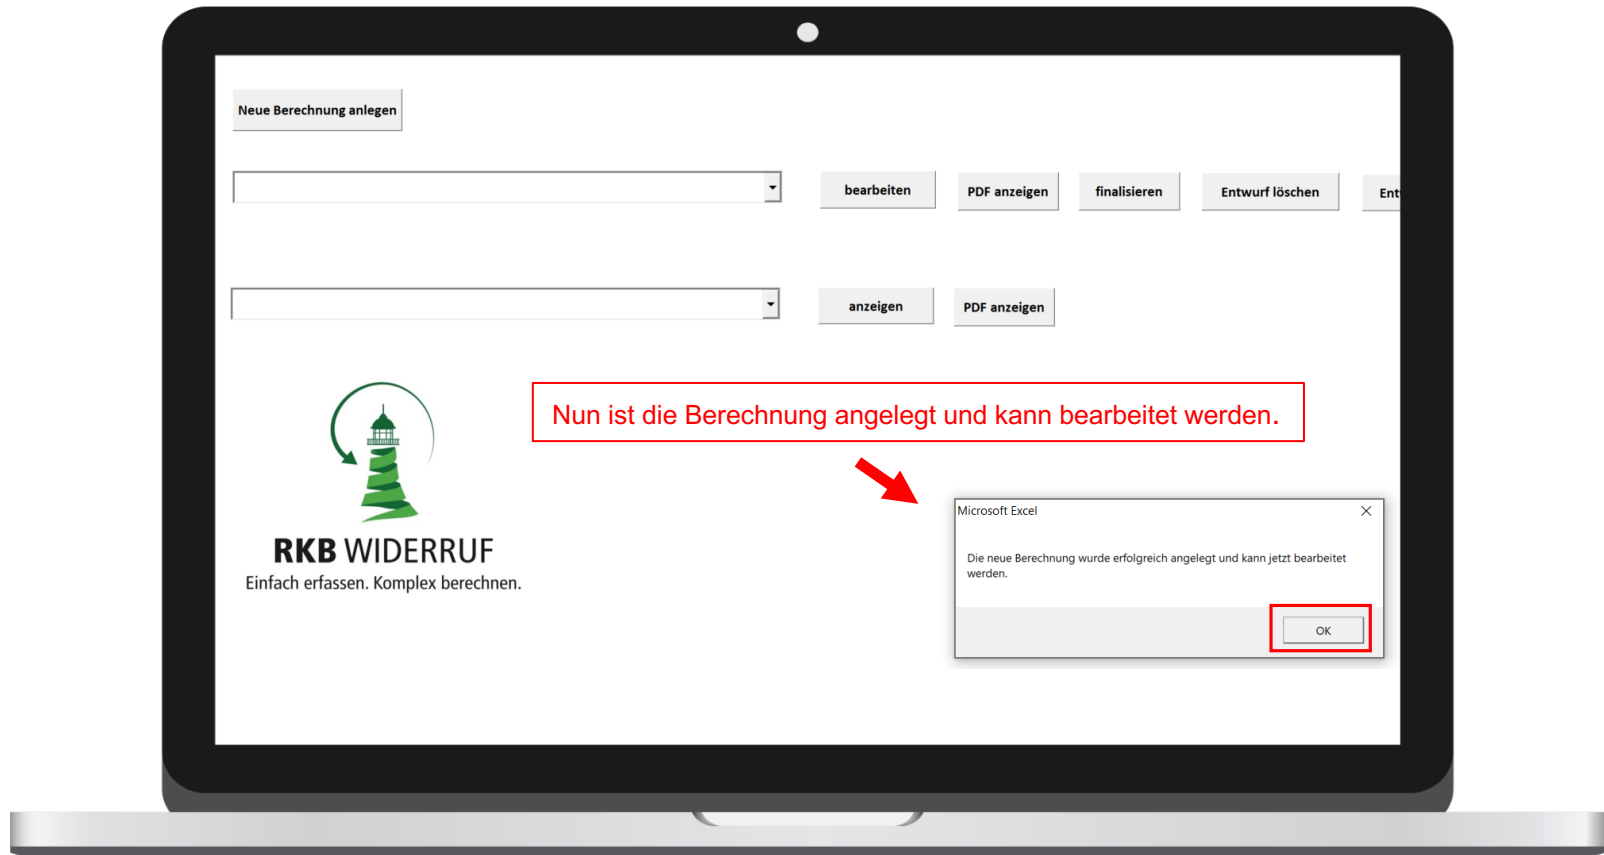 Neue Berechnung anlegen
bearbeiten PDF anzeigen finalisieren Entwurf löschen
anzeigen PDF anzeigen
Nun ist die Berechnung angelegt und kann bearbeitet werden.
Microsoft Excel
Die neue Berechnung wurde erfolgreich angelegt und kann jetzt bearbeitet
werden.
OK
RKB WIDERRUF
Einfach erfassen. Komplex berechnen.